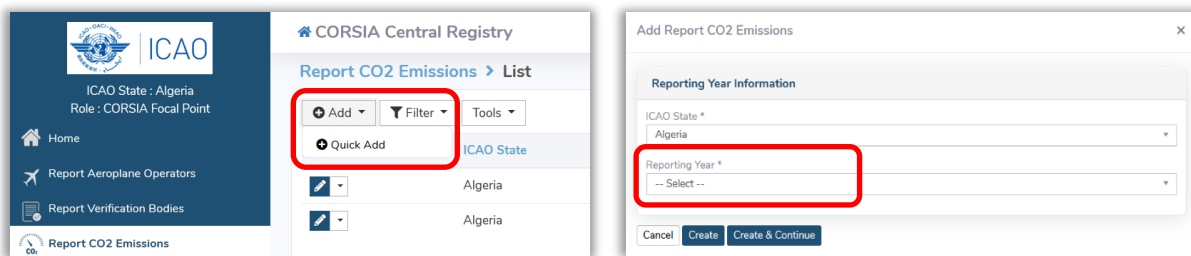 ICAO
ICAO State : Algeria
Role : CORSIA Focal Point
Home
Report Aeroplane Operators
Report Verification Bodies
CO₂
Report CO2 Emissions
CORSIA Central Registry
Report CO2 Emissions > List
Add Filter Tools
Quick Add
ICAO State
Algeria
Algeria
Add Report CO2 Emissions ×
Reporting Year Information
ICAO State *
Algeria
Reporting Year *
-- Select --
Cancel Create Create & Continue